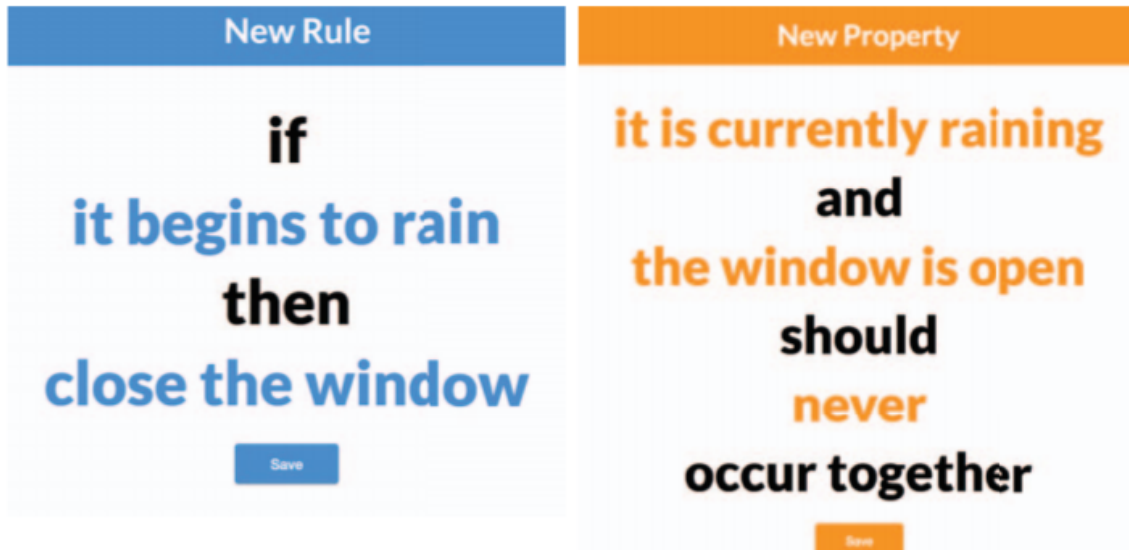 New Rule
if
it begins to rain
then
close the window
Save
New Property
it is currently raining
and
the window is open
should
never
occur together
Save